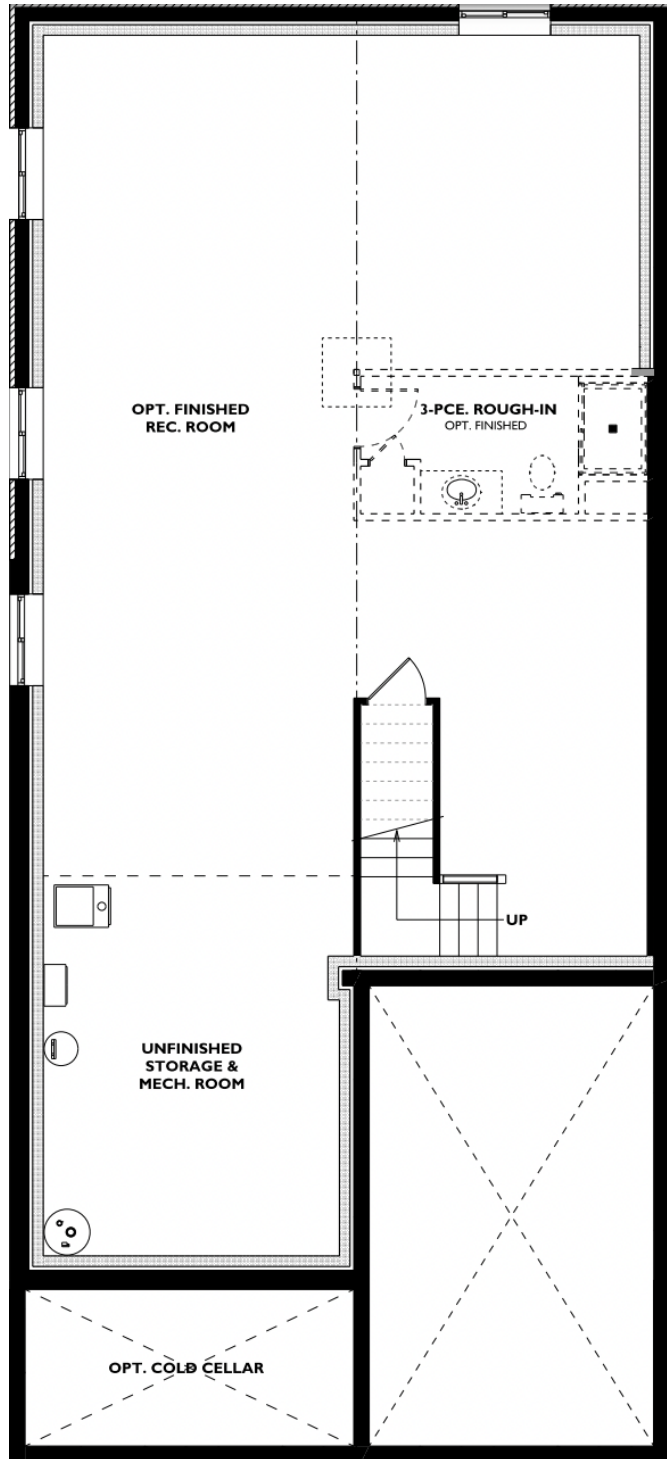 OPT. FINISHED
REC. ROOM
3-PCE. ROUGH-IN
OPT. FINISHED
UP
UNFINISHED
STORAGE &
MECH. ROOM
OPT. COLD CELLAR